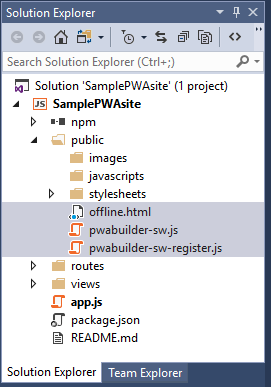 Solution Explorer
Search Solution Explorer (Ctrl+;)
Solution 'SamplePWAsite' (1 project)
SamplePWAsite
npm
public
images
javascripts
stylesheets
offline.html
pwabuilder-sw.js
pwabuilder-sw-register.js
routes
views
app.js
package.json
README.md
Solution Explorer Team Explorer